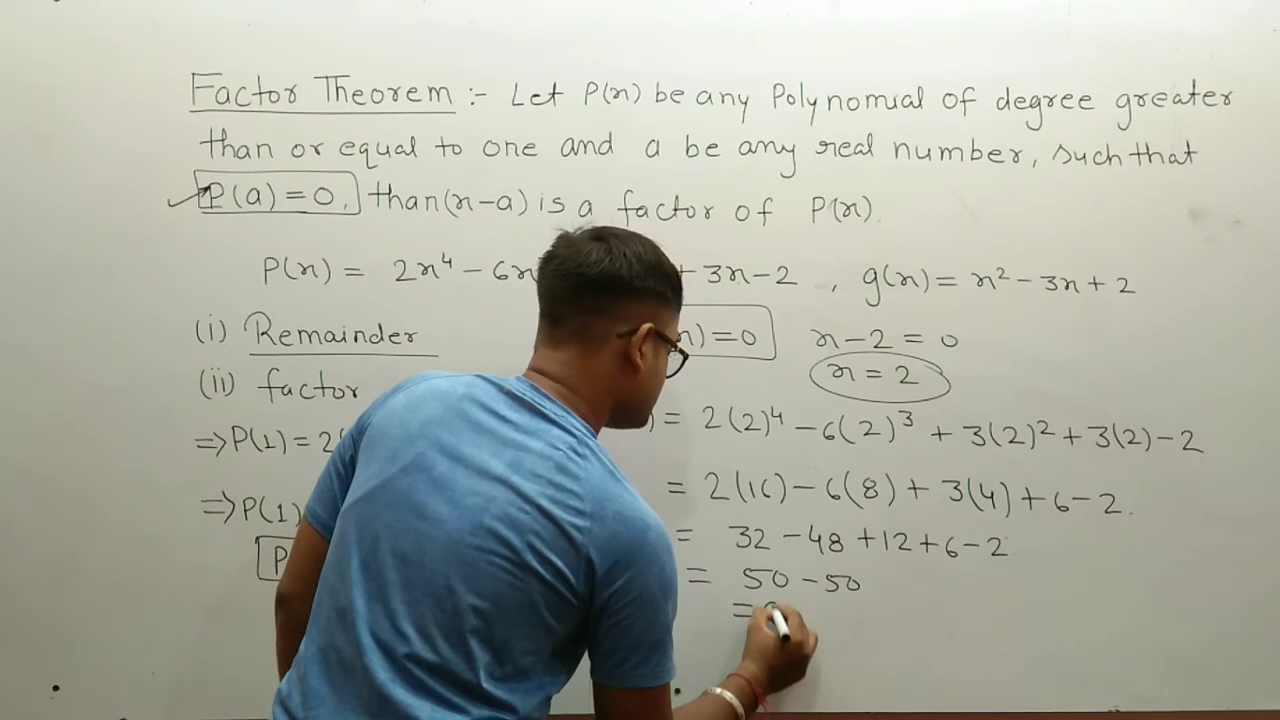 Factor Theorem :- Let P(x) be any Polynomial of degree greater
than or equal to one and a be any real number, such that
P(a) = 0, than (x-a) is a factor of P(x).
P(x) = 2x⁴ - 6x + 3x - 2 , g(x) = x² - 3x + 2
(i) Remainder
x) = 0
x - 2 = 0
(ii) factor
x = 2
⇒ P(1) = 2(
) = 2(2)⁴ - 6(2)³ + 3(2)² + 3(2) - 2
⇒ P(1)
= 2(16) - 6(8) + 3(4) + 6 - 2.
P
= 32 - 48 + 12 + 6 - 2
= 50 - 50
=